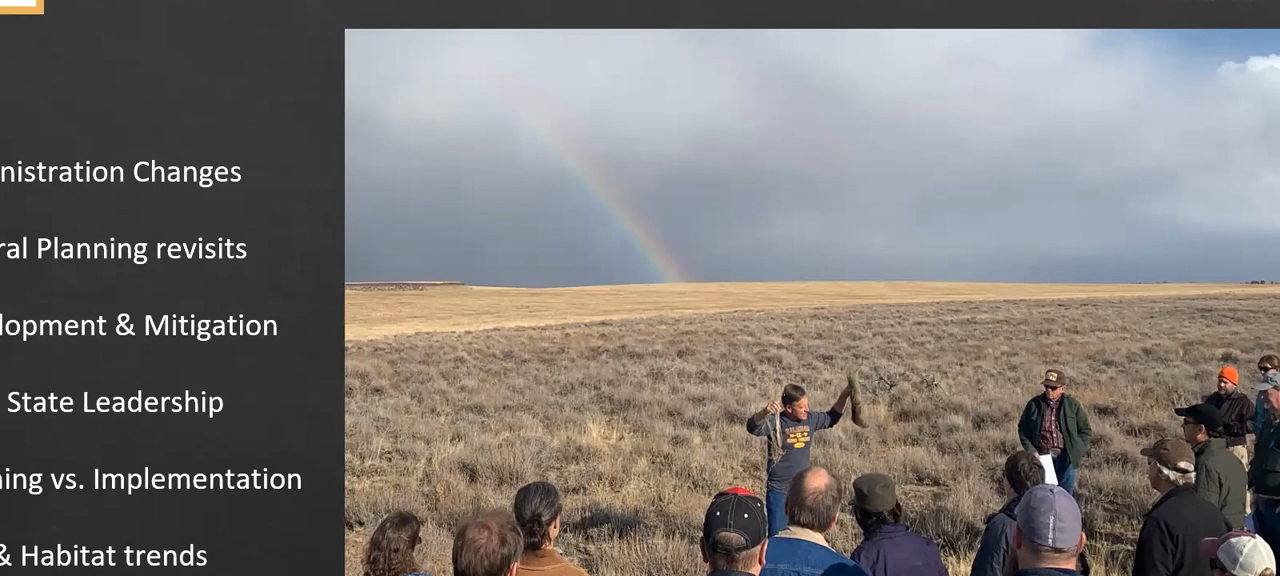 nistration Changes
ral Planning revisits
lopment & Mitigation
State Leadership
ning vs. Implementation
& Habitat trends